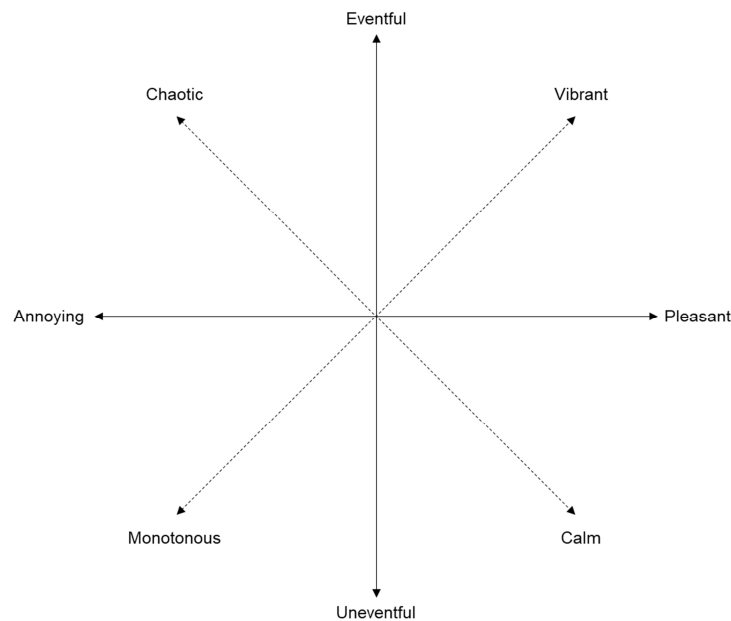 Eventful
Chaotic
Vibrant
Annoying
Pleasant
Monotonous
Calm
Uneventful